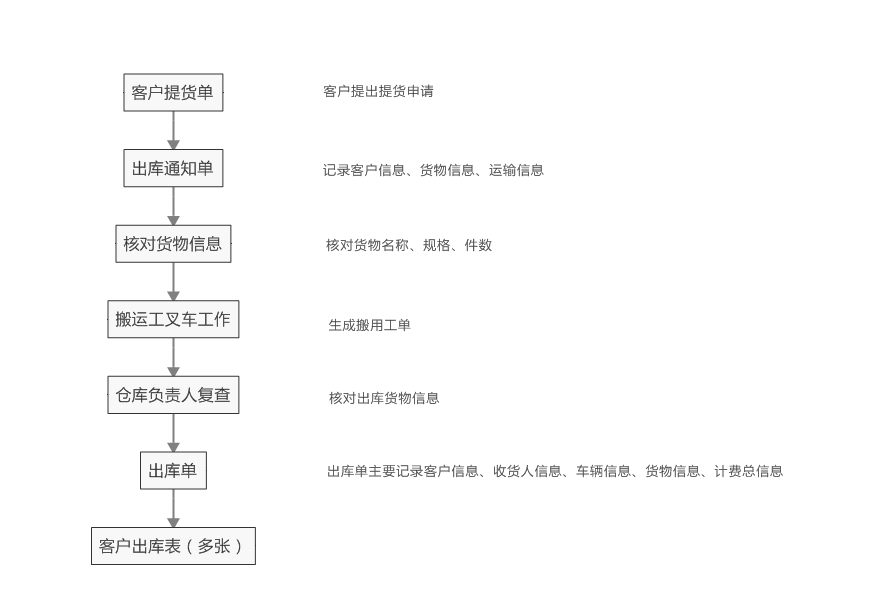 客户提货单
客户提出提货申请
出库通知单
记录客户信息、货物信息、运输信息
核对货物信息
核对货物名称、规格、件数
搬运工叉车工作
生成搬用工单
仓库负责人复查
核对出库货物信息
出库单
出库单主要记录客户信息、收货人信息、车辆信息、货物信息、计费总信息
客户出库表（多张）